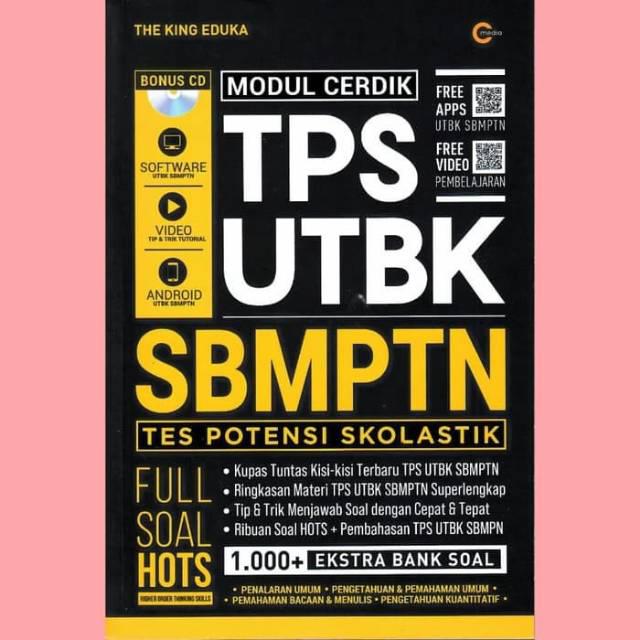 THE KING EDUKA
C media
BONUS CD
SOFTWARE
UTBK SBMPTN
VIDEO
TIP & TRIK TUTORIAL
ANDROID
UTBK SBMPTN
MODUL CERDIK
FREE
APPS
UTBK SBMPTN
FREE
VIDEO
PEMBELAJARAN
TPS
UTBK
SBMPTN
TES POTENSI SKOLASTIK
FULL
SOAL
HOTS
HIGHER ORDER THINKING SKILLS
• Kupas Tuntas Kisi-kisi Terbaru TPS UTBK SBMPTN
• Ringkasan Materi TPS UTBK SBMPTN Superlengkap
• Tip & Trik Menjawab Soal dengan Cepat & Tepat
• Ribuan Soal HOTS + Pembahasan TPS UTBK SBMPN
1.000+ EKSTRA BANK SOAL
• PENALARAN UMUM • PENGETAHUAN & PEMAHAMAN UMUM •
• PEMAHAMAN BACAAN & MENULIS • PENGETAHUAN KUANTITATIF •